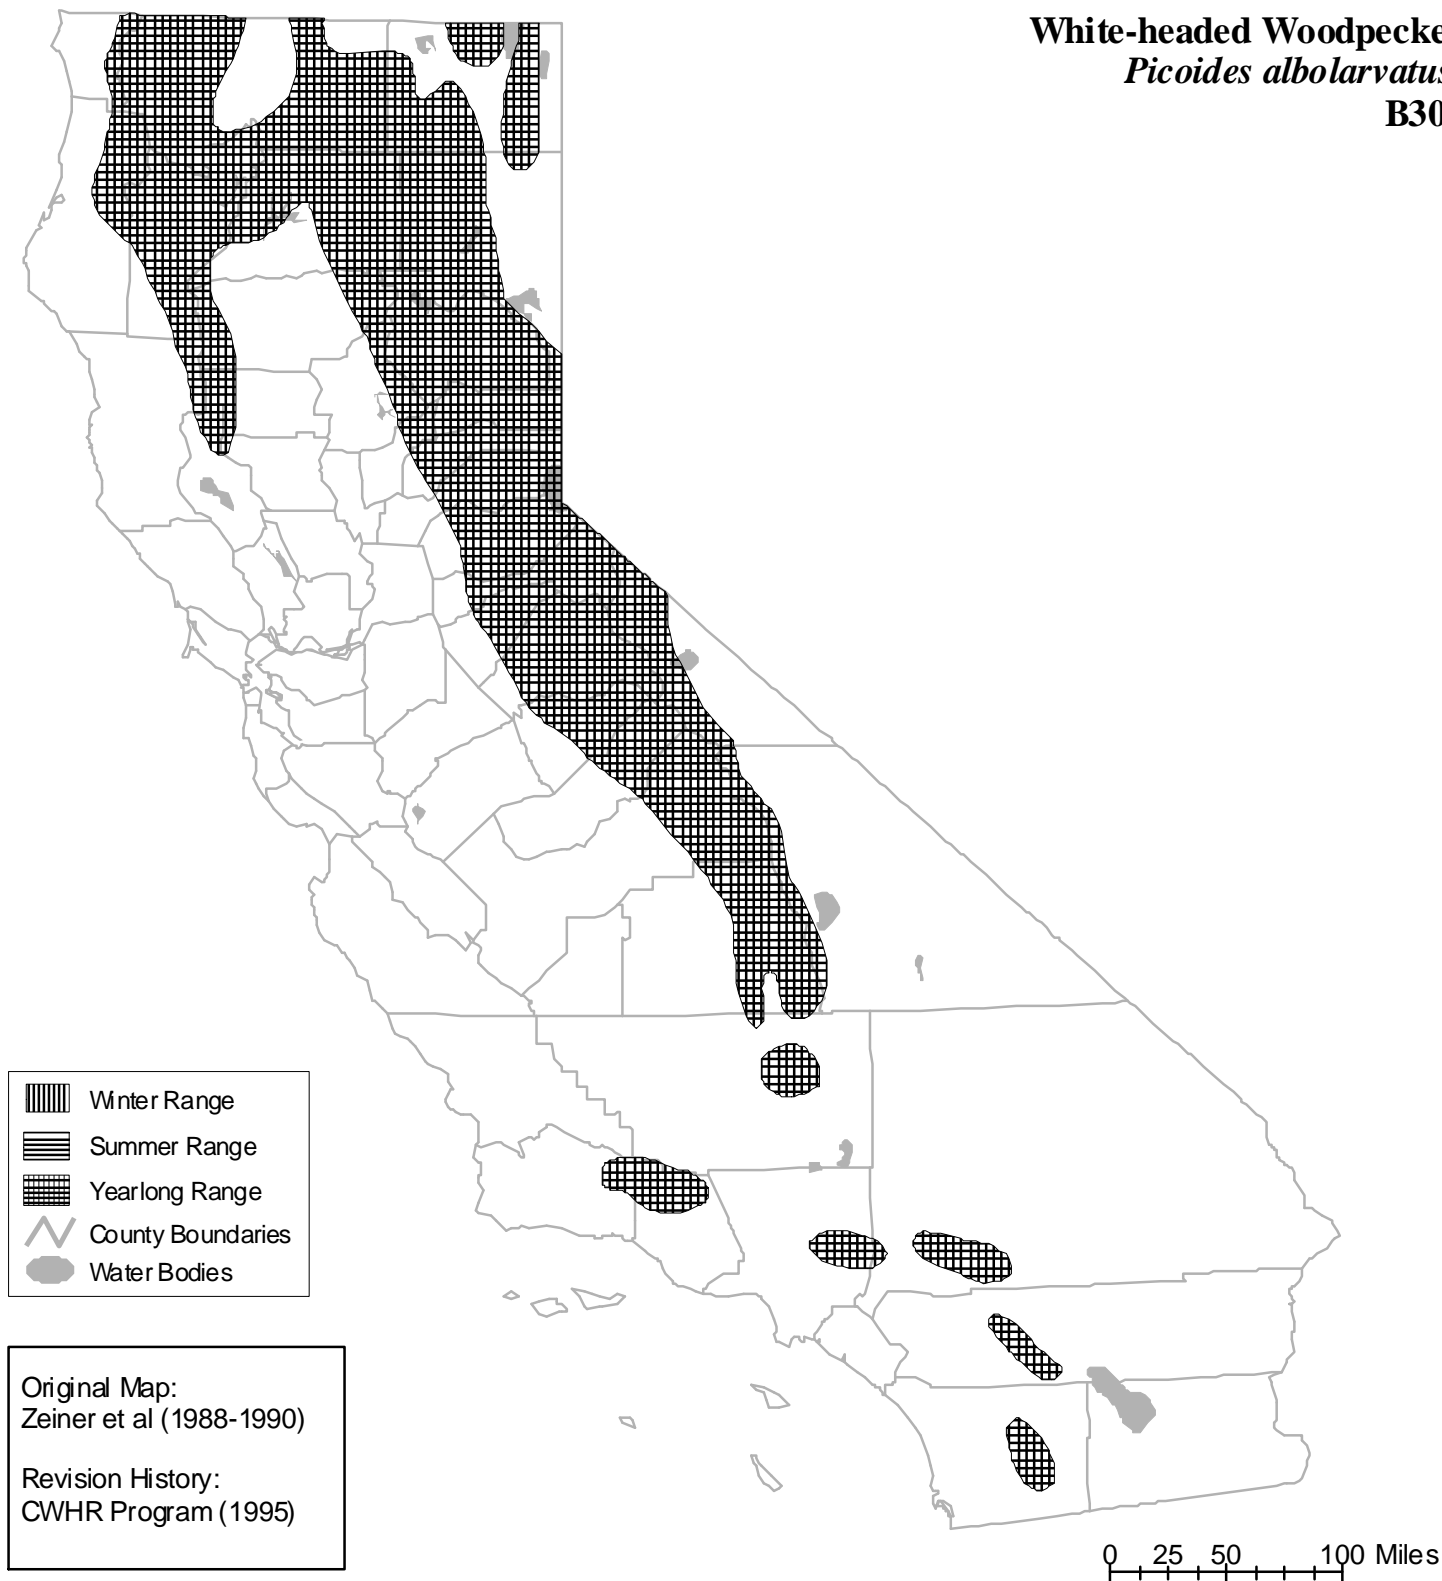 White-headed Woodpecke
Picoides albolarvatus
B30
Winter Range
Summer Range
Yearlong Range
County Boundaries
Water Bodies
Original Map:
Zeiner et al (1988-1990)
Revision History:
CWHR Program (1995)
0 25 50 100 Miles